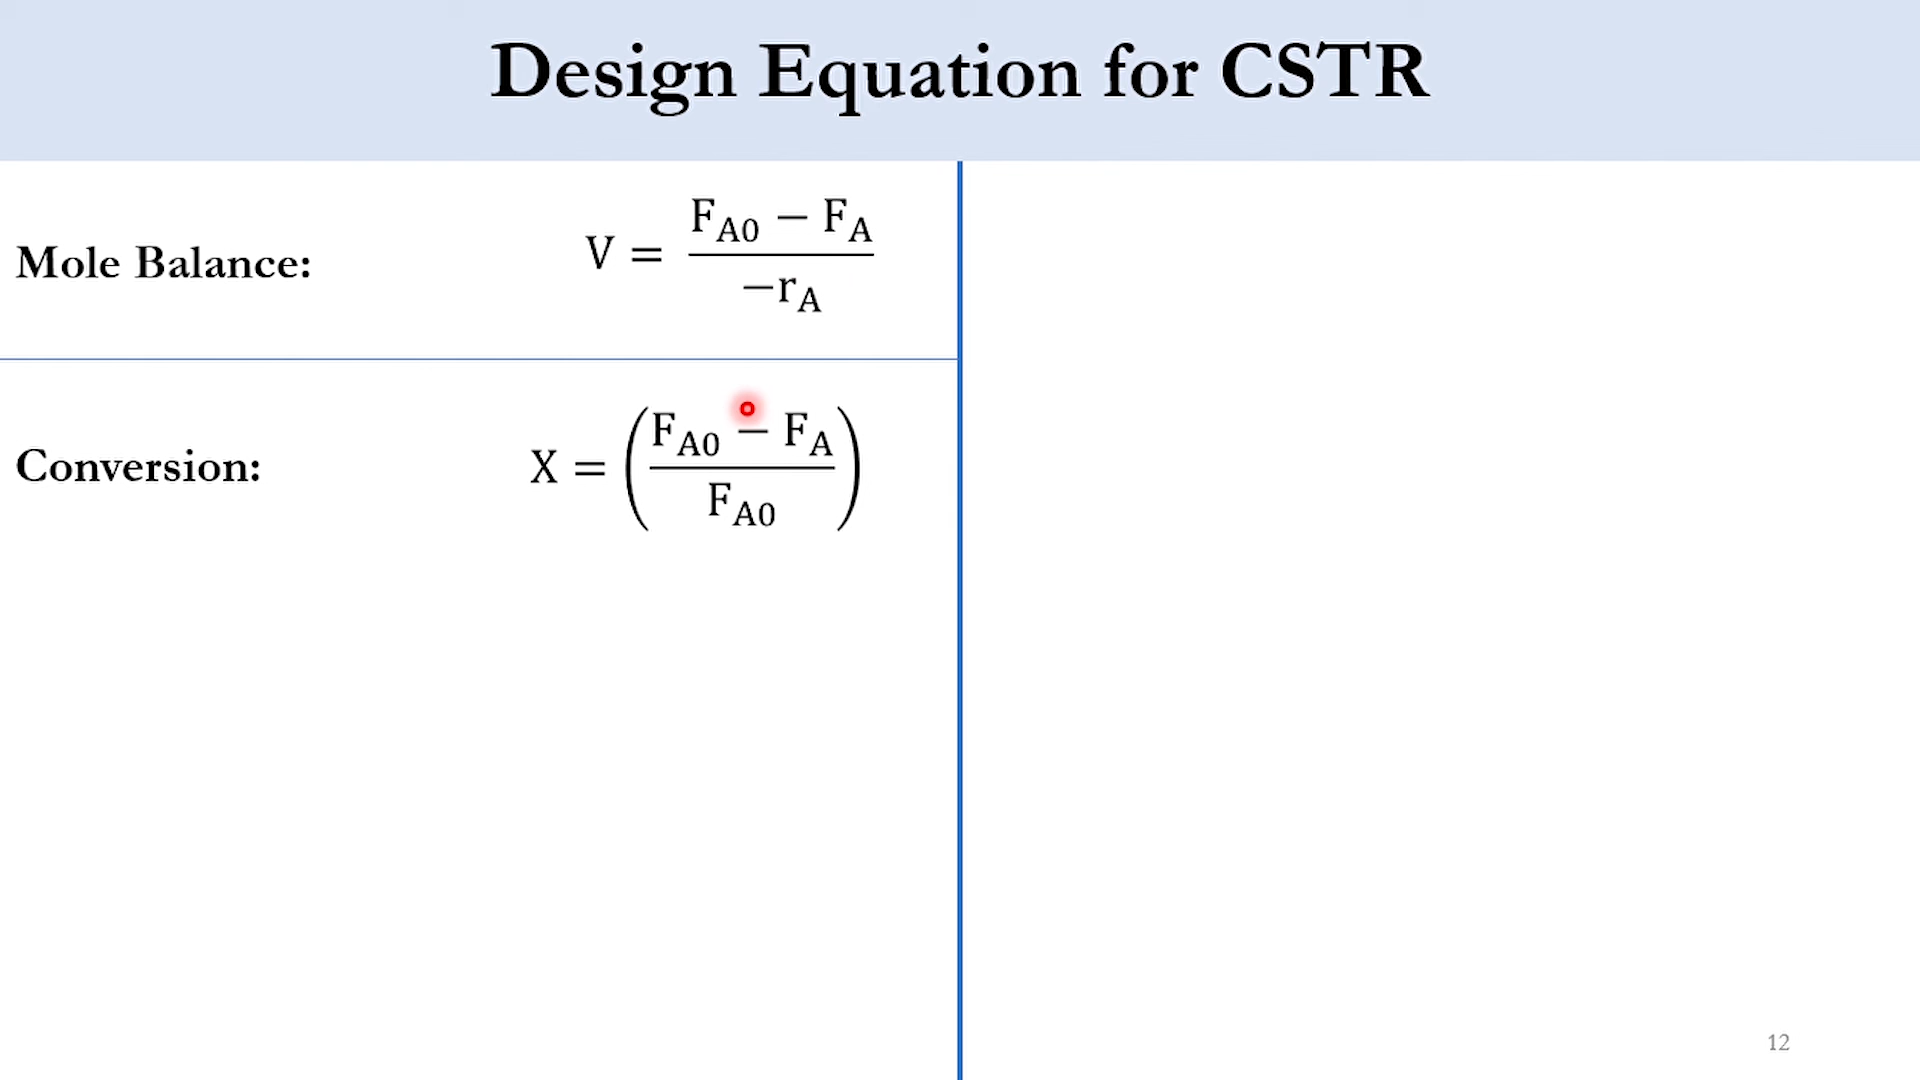 Design Equation for CSTR
Mole Balance: V = (F_A0 − F_A) / (−r_A)
Conversion: X = ((F_A0 − F_A) / F_A0)
12